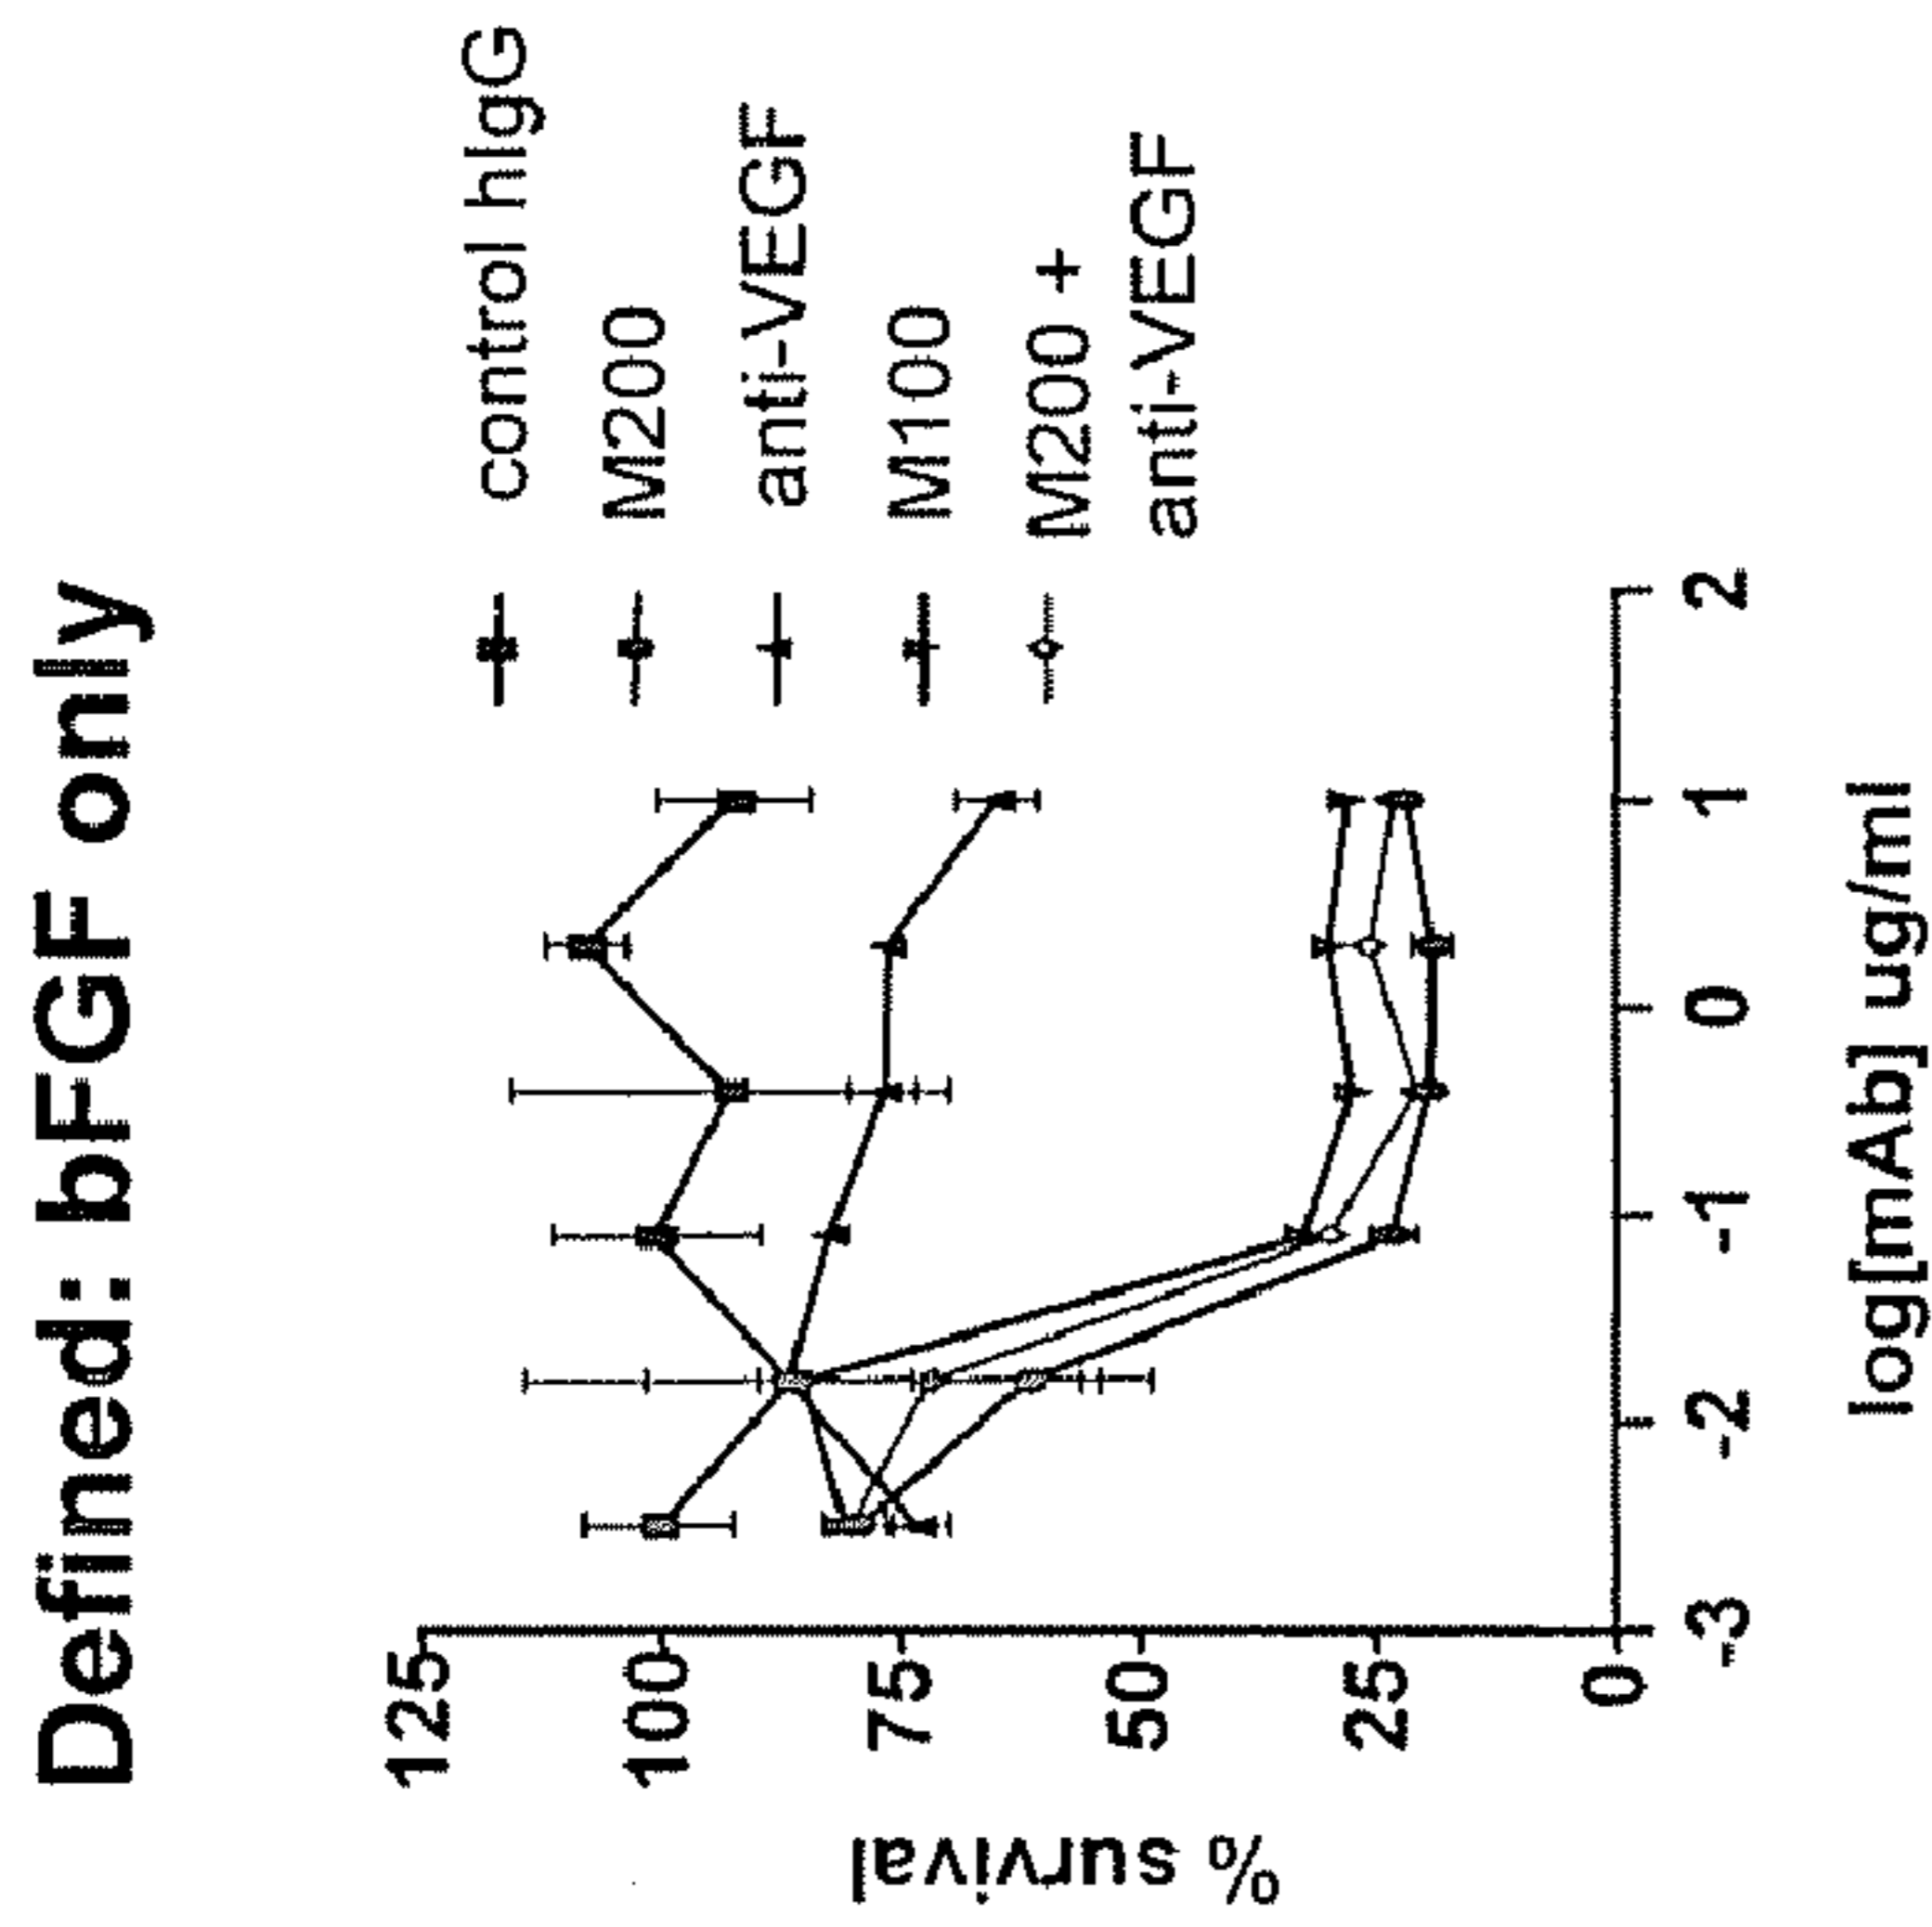 Defined: bFGF only
control hIgG
M200
anti-VEGF
M100
M200 +
anti-VEGF
125
100
75
50
25
0
-3
-2
-1
0
1
2
% survival
log[mAb] ug/ml